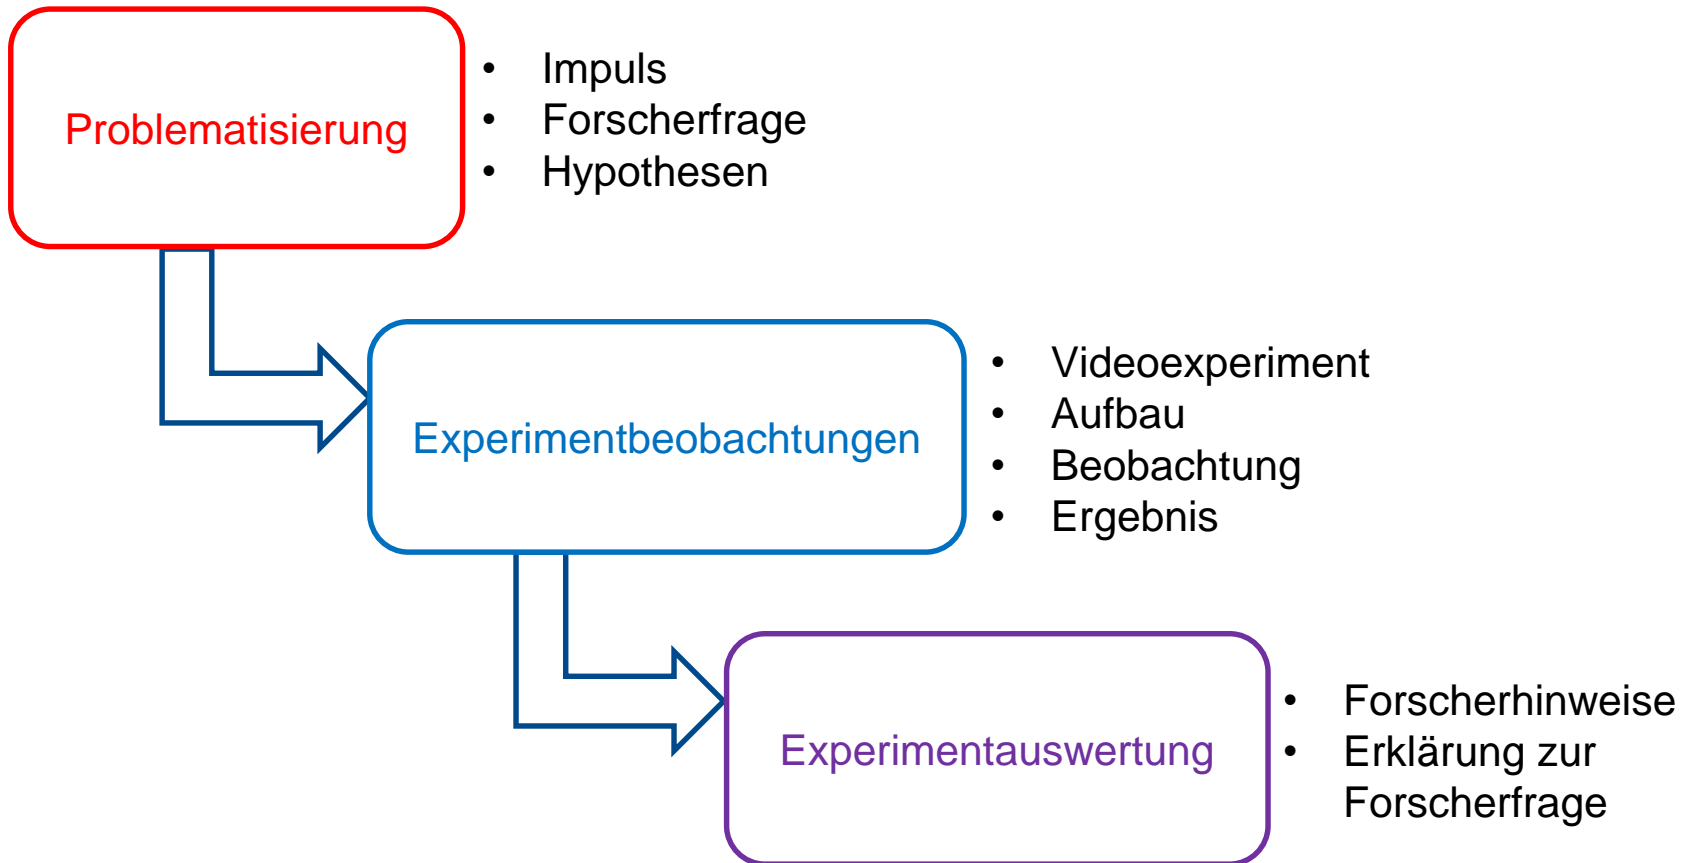 Problematisierung
• Impuls
• Forscherfrage
• Hypothesen
Experimentbeobachtungen
• Videoexperiment
• Aufbau
• Beobachtung
• Ergebnis
Experimentauswertung
• Forscherhinweise
• Erklärung zur
Forscherfrage